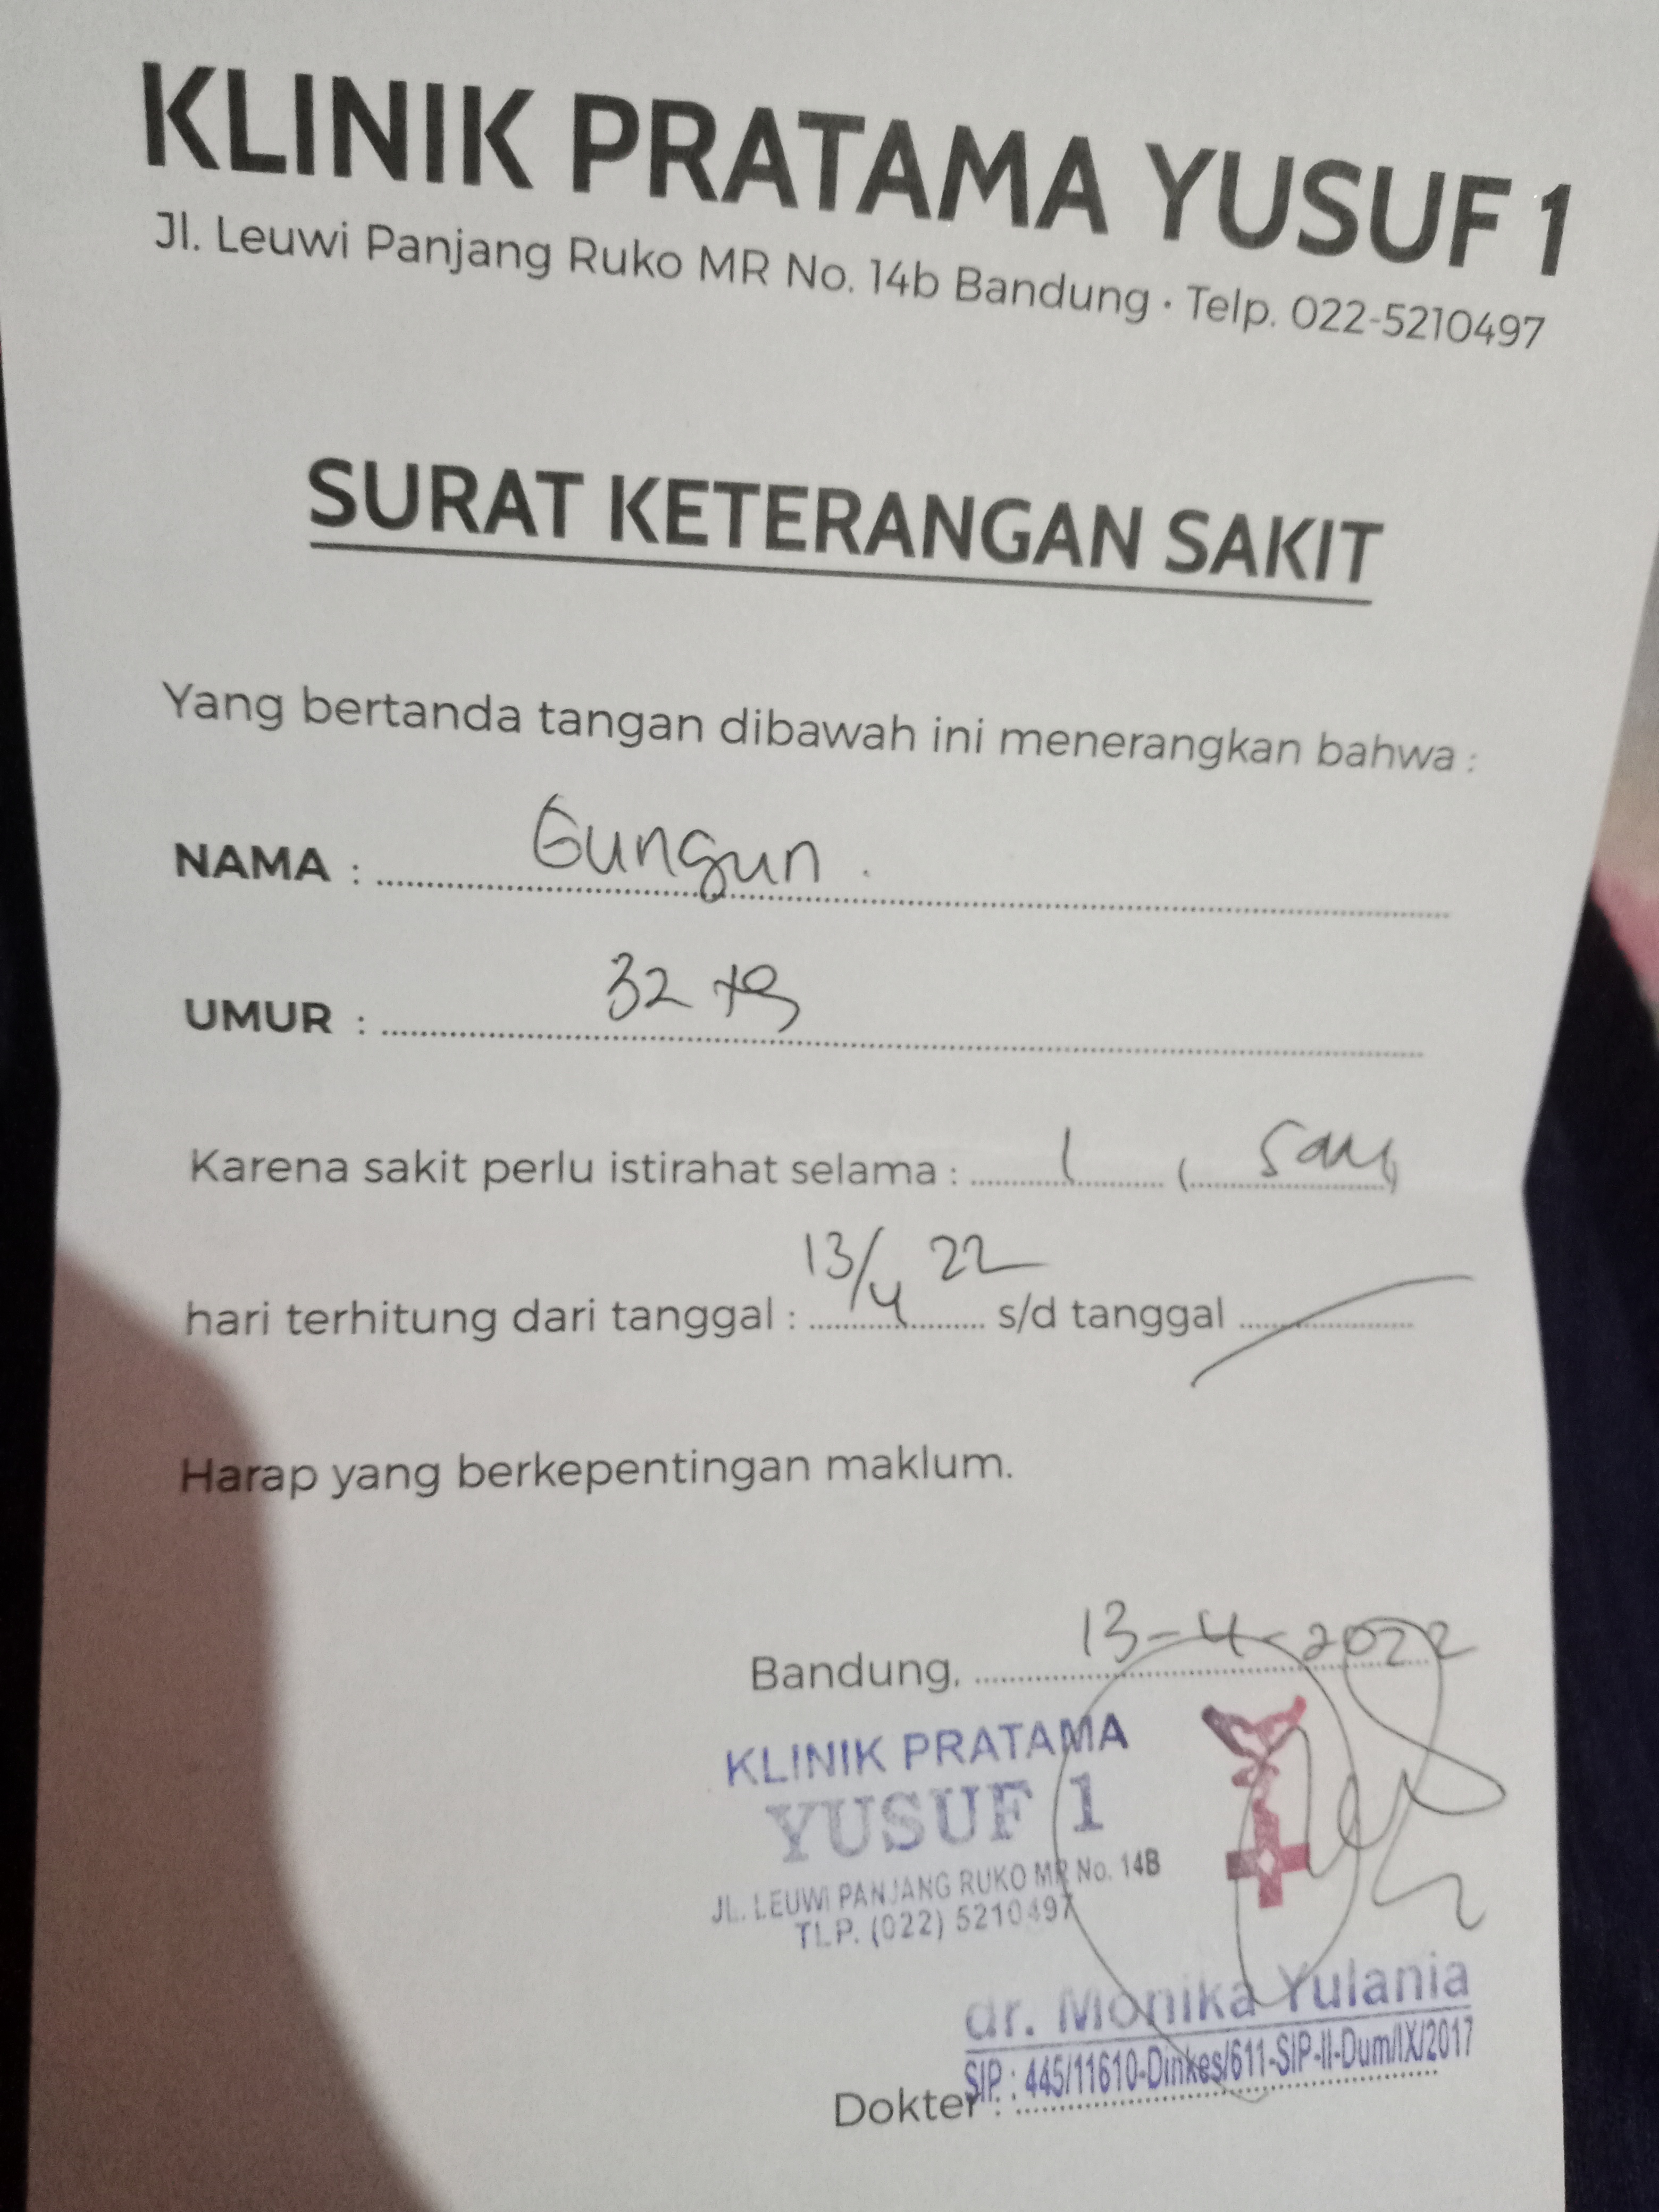 KLINIK PRATAMA YUSUF 1
Jl. Leuwi Panjang Ruko MR No. 14b Bandung • Telp. 022-5210497
SURAT KETERANGAN SAKIT
Yang bertanda tangan dibawah ini menerangkan bahwa :
NAMA : Gungun .
UMUR : 32
Karena sakit perlu istirahat selama : 1 ( )
hari terhitung dari tanggal : 13/4 22 s/d tanggal
Harap yang berkepentingan maklum.
Bandung, 13-4-2022
KLINIK PRATAMA
YUSUF 1
JL. LEUWI PANJANG RUKO MR No. 14B
TLP. (022) 5210497
dr. Monika Yulania
SIP. : 445/11610-Dinkes/611-SIP-II-Dum/IX/2017
Dokter :